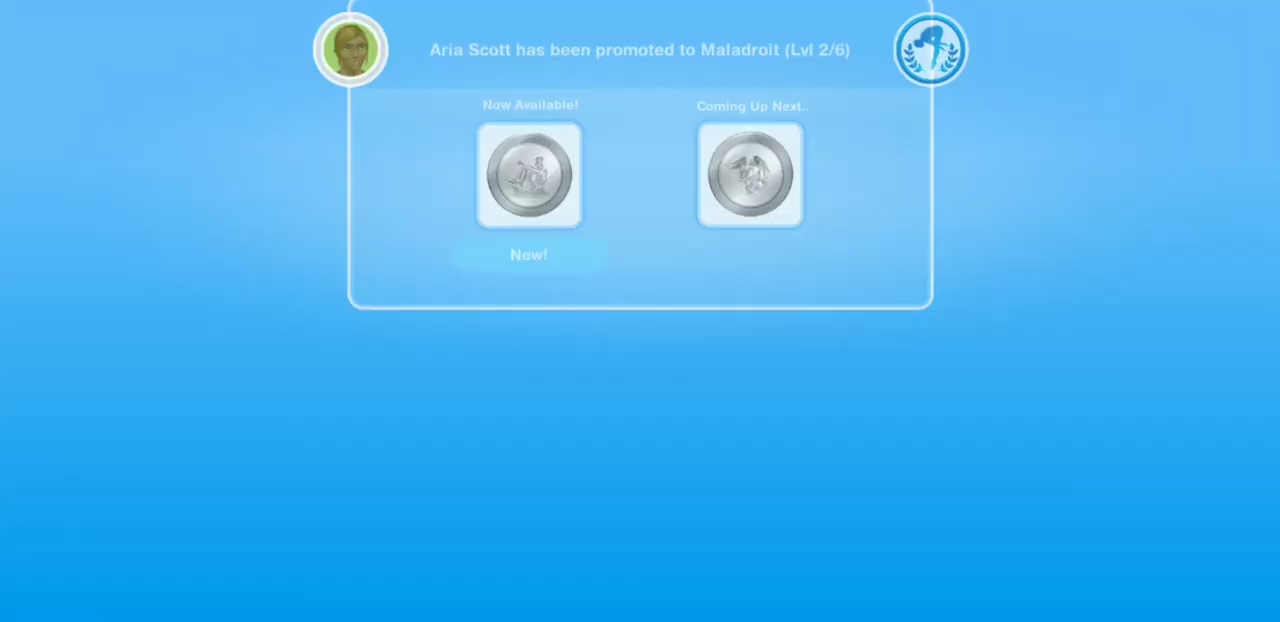 Aria Scott has been promoted to Maladroit (Lvl 2/6)
Now Available!
Coming Up Next..
New!